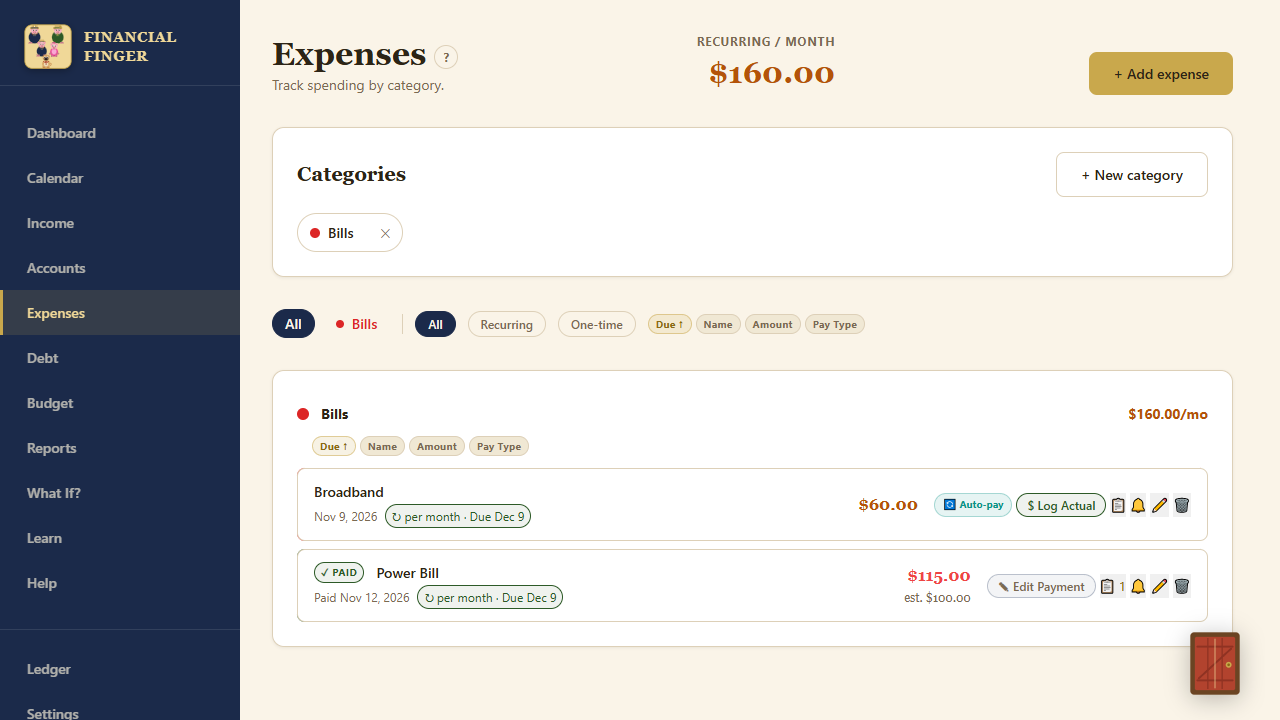 FINANCIAL
FINGER
Dashboard
Calendar
Income
Accounts
Expenses
Debt
Budget
Reports
What If?
Learn
Help
Ledger
Settings
Expenses ?
Track spending by category.
RECURRING / MONTH
$160.00
+ Add expense
Categories
+ New category
Bills ×
All Bills All Recurring One-time Due ↑ Name Amount Pay Type
Bills $160.00/mo
Due ↑ Name Amount Pay Type
Broadband
Nov 9, 2026 ↻ per month · Due Dec 9
$60.00 Auto-pay $ Log Actual
✓ PAID Power Bill
Paid Nov 12, 2026 ↻ per month · Due Dec 9
$115.00
est. $100.00
Edit Payment 1